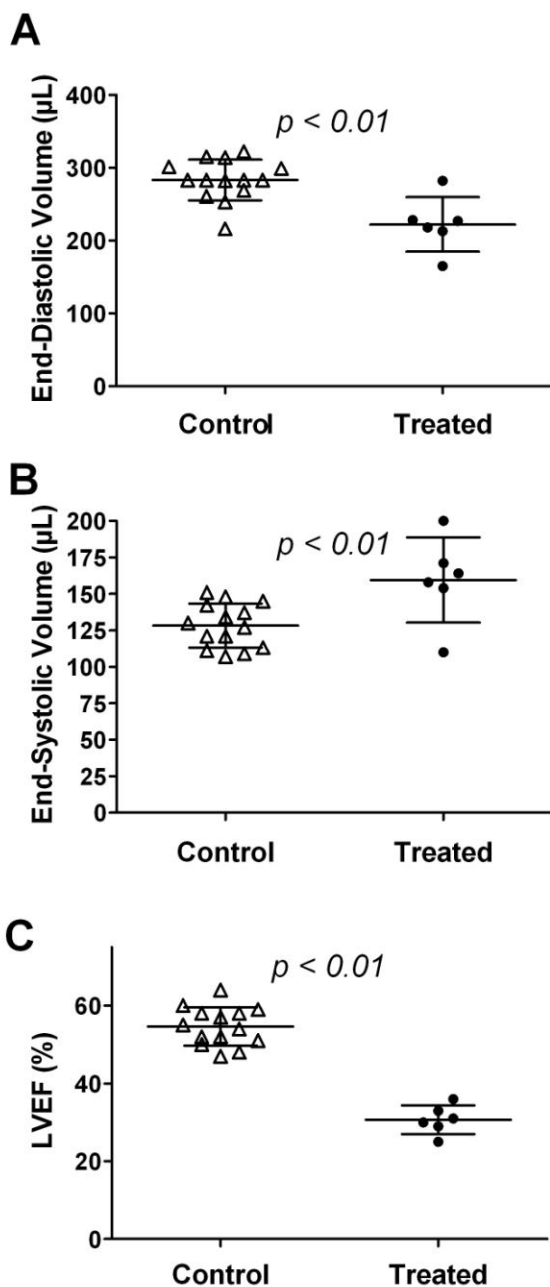 A
End-Diastolic Volume (µL)
400
300
200
100
0
p < 0.01
Control
Treated
B
End-Systolic Volume (µL)
200
175
150
125
100
75
50
25
0
p < 0.01
Control
Treated
C
LVEF (%)
60
40
20
0
p < 0.01
Control
Treated